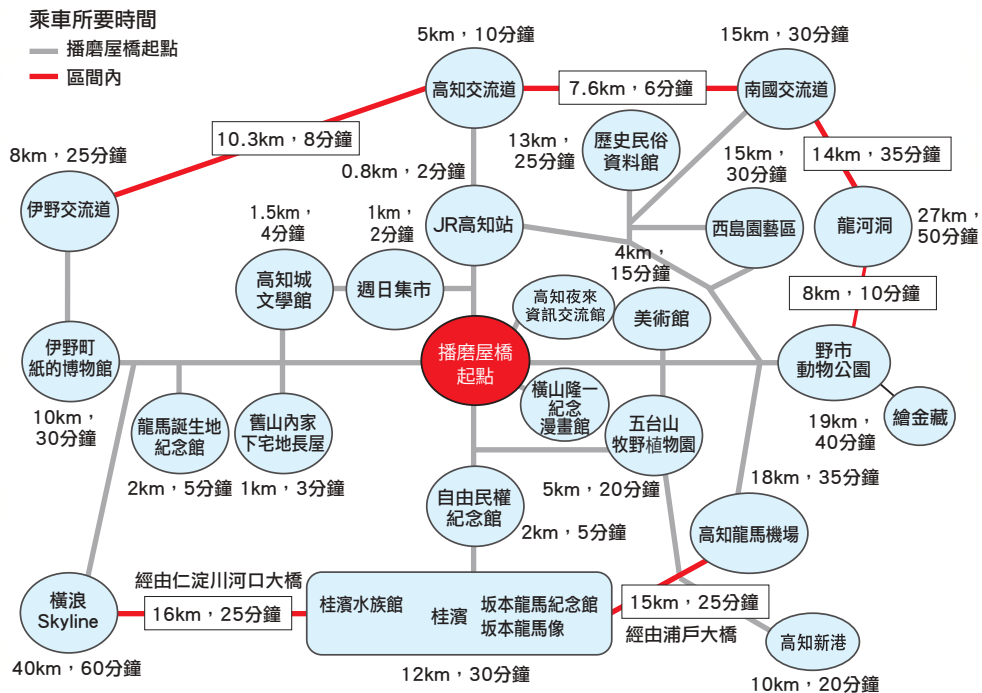 乘車所要時間
播磨屋橋起點
區間內
5km，10分鐘
高知交流道
7.6km，6分鐘
15km，30分鐘
南國交流道
10.3km，8分鐘
8km，25分鐘
伊野交流道
0.8km，2分鐘
JR高知站
13km，
25分鐘
歷史民俗
資料館
15km，
30分鐘
西島園藝區
14km，35分鐘
龍河洞
27km，
50分鐘
1.5km，
4分鐘
高知城
文學館
1km，
2分鐘
週日集市
高知夜來
資訊交流館
4km，
15分鐘
美術館
8km，10分鐘
伊野町
紙的博物館
10km，
30分鐘
播磨屋橋
起點
野市
動物公園
19km，
40分鐘
繪金藏
龍馬誕生地
紀念館
2km，5分鐘
舊山內家
下宅地長屋
1km，3分鐘
橫山隆一
紀念
漫畫館
五台山
牧野植物園
5km，20分鐘
自由民權
紀念館
2km，5分鐘
18km，35分鐘
高知龍馬機場
橫浪
Skyline
40km，60分鐘
經由仁淀川河口大橋
16km，25分鐘
桂濱水族館
桂濱
坂本龍馬紀念館
坂本龍馬像
12km，30分鐘
15km，25分鐘
經由浦戶大橋
高知新港
10km，20分鐘